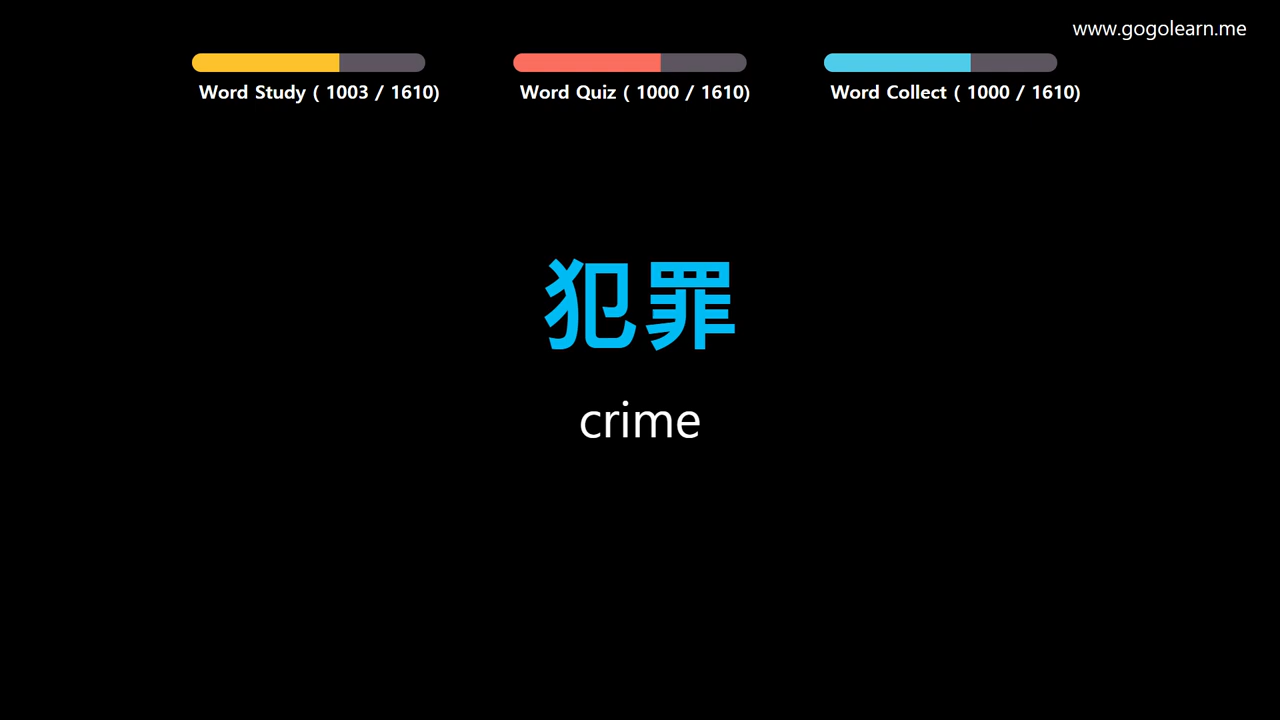 www.gogolearn.me
Word Study ( 1003 / 1610)
Word Quiz ( 1000 / 1610)
Word Collect ( 1000 / 1610)
犯罪
crime